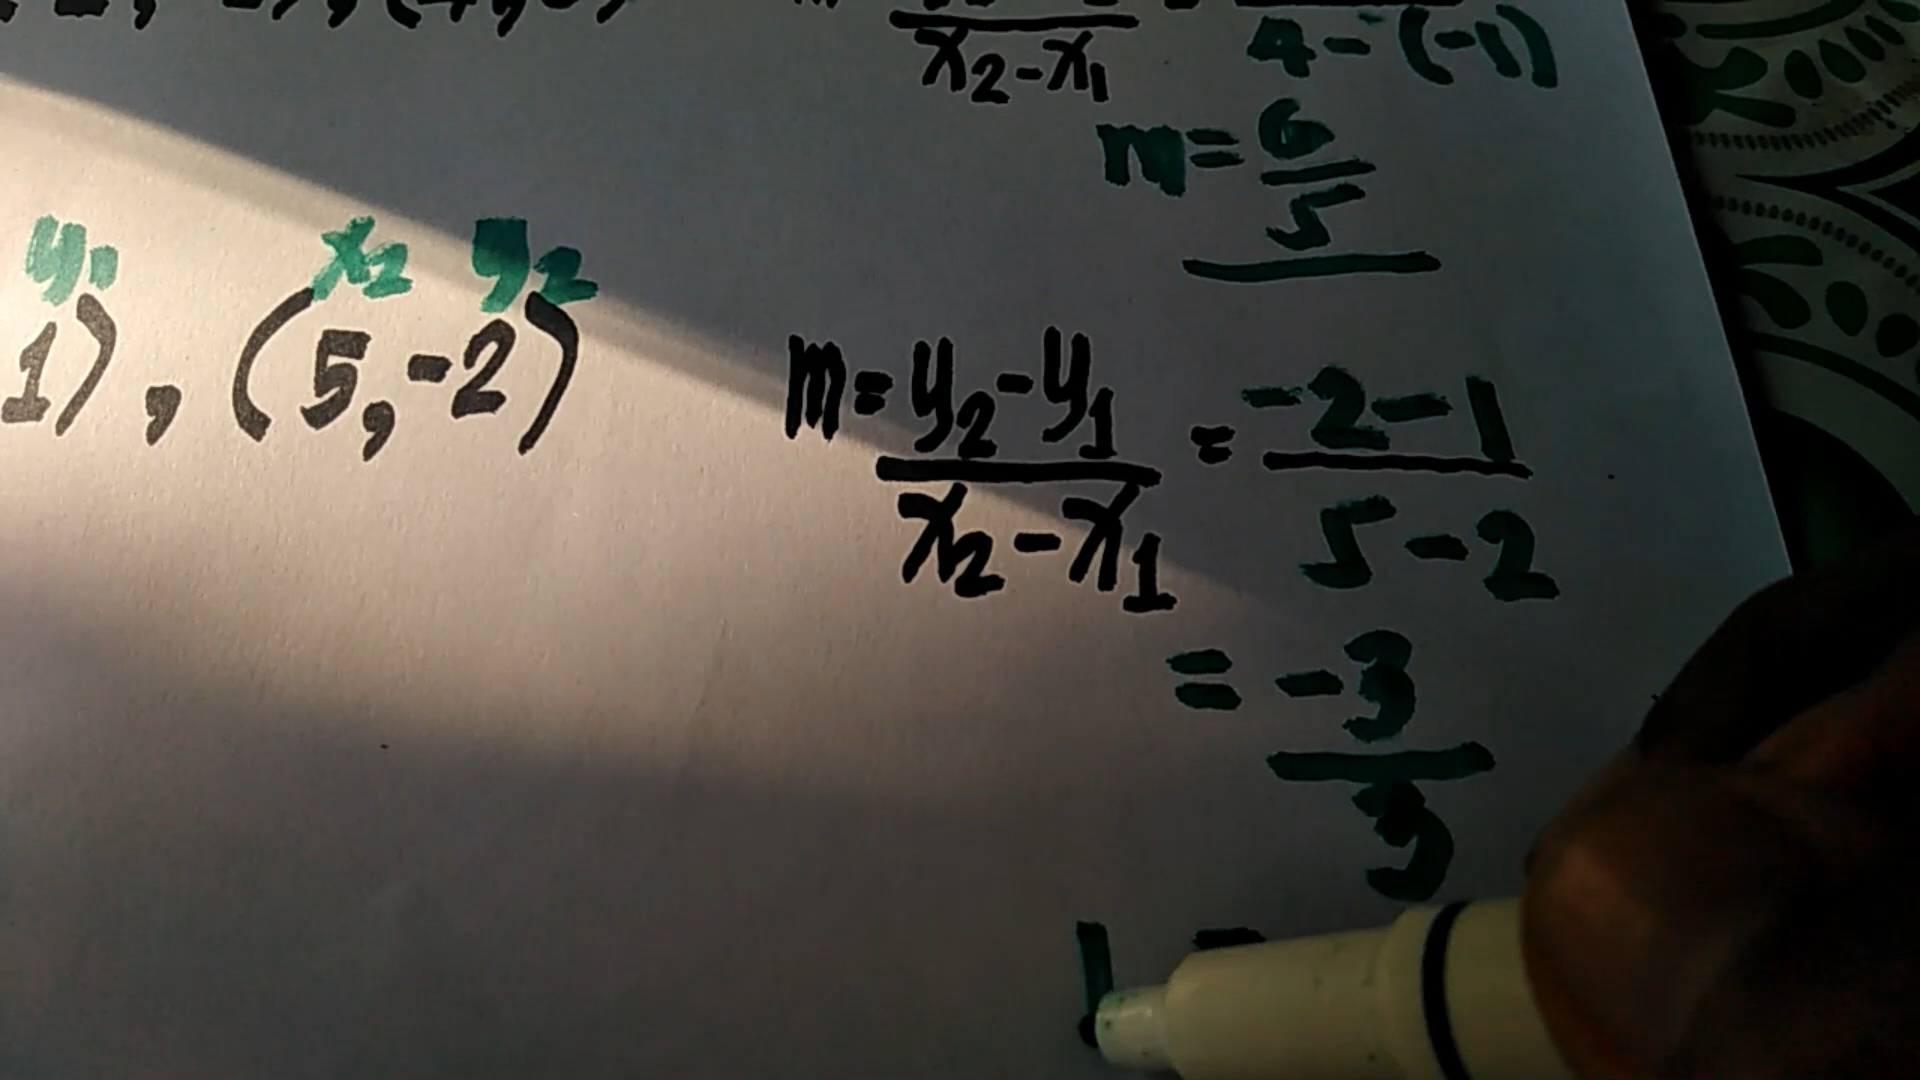 x2-x1 4-(-1)
m=6/5
y1 x2 y2
1), (5,-2)
m=y2-y1/x2-x1 = -2-1/5-2
= -3/3